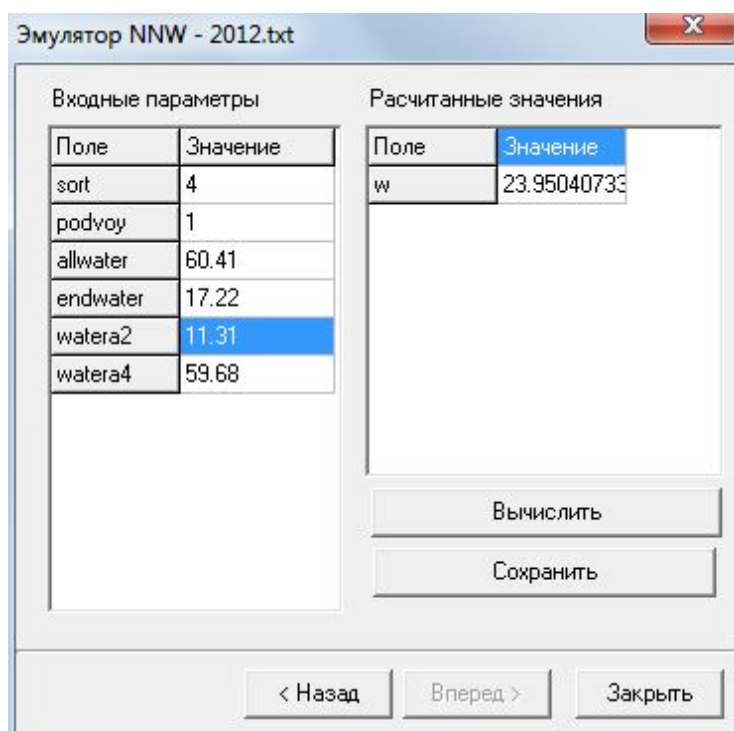 Эмулятор NNW - 2012.txt
Входные параметры
Поле Значение
sort 4
podvoy 1
allwater 60.41
endwater 17.22
watera2 11.31
watera4 59.68
Расчитанные значения
Поле Значение
w 23.95040733
Вычислить
Сохранить
< Назад
Вперед >
Закрыть